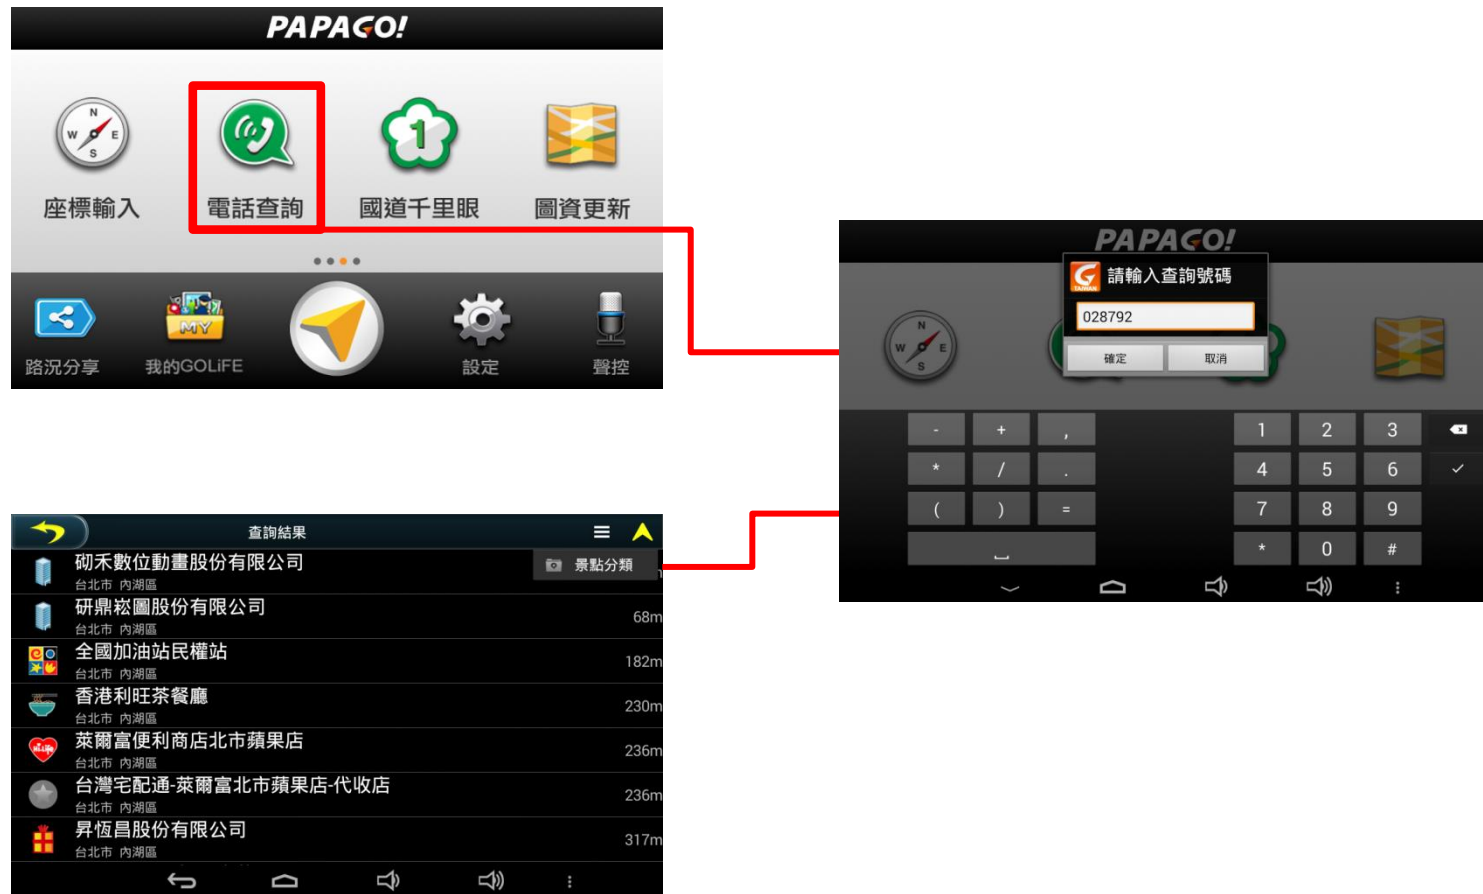 PAPAGO!
N
W E
S
1
座標輸入 電話查詢 國道千里眼 圖資更新
MY
路況分享 我的GOLiFE 設定 聲控
PAPAGO!
TAIWAN 請輸入查詢號碼
028792
確定 取消
N
W E
S
- + , 1 2 3
* / . 4 5 6
( ) = 7 8 9
* 0 #
查詢結果
砌禾數位動畫股份有限公司 景點分類
台北市 內湖區
研鼎崧圖股份有限公司 68m
台北市 內湖區
全國加油站民權站 182m
台北市 內湖區
香港利旺茶餐廳 230m
台北市 內湖區
Hi-Life 萊爾富便利商店北市蘋果店 236m
台北市 內湖區
台灣宅配通-萊爾富北市蘋果店-代收店 236m
台北市 內湖區
昇恆昌股份有限公司 317m
台北市 內湖區